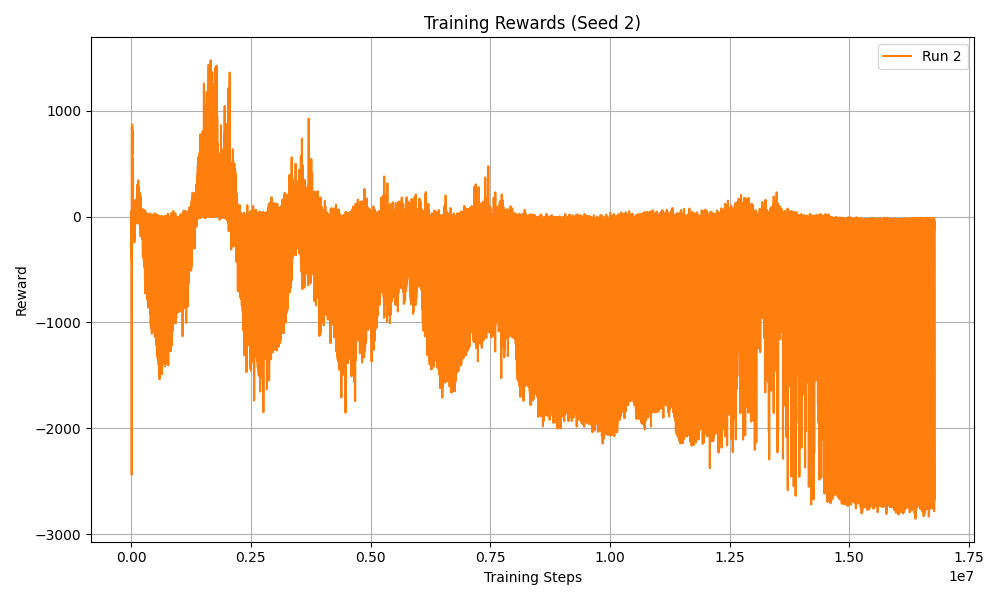 Training Rewards (Seed 2)
Run 2
Reward
1000
0
−1000
−2000
−3000
0.00 0.25 0.50 0.75 1.00 1.25 1.50 1.75
1e7
Training Steps